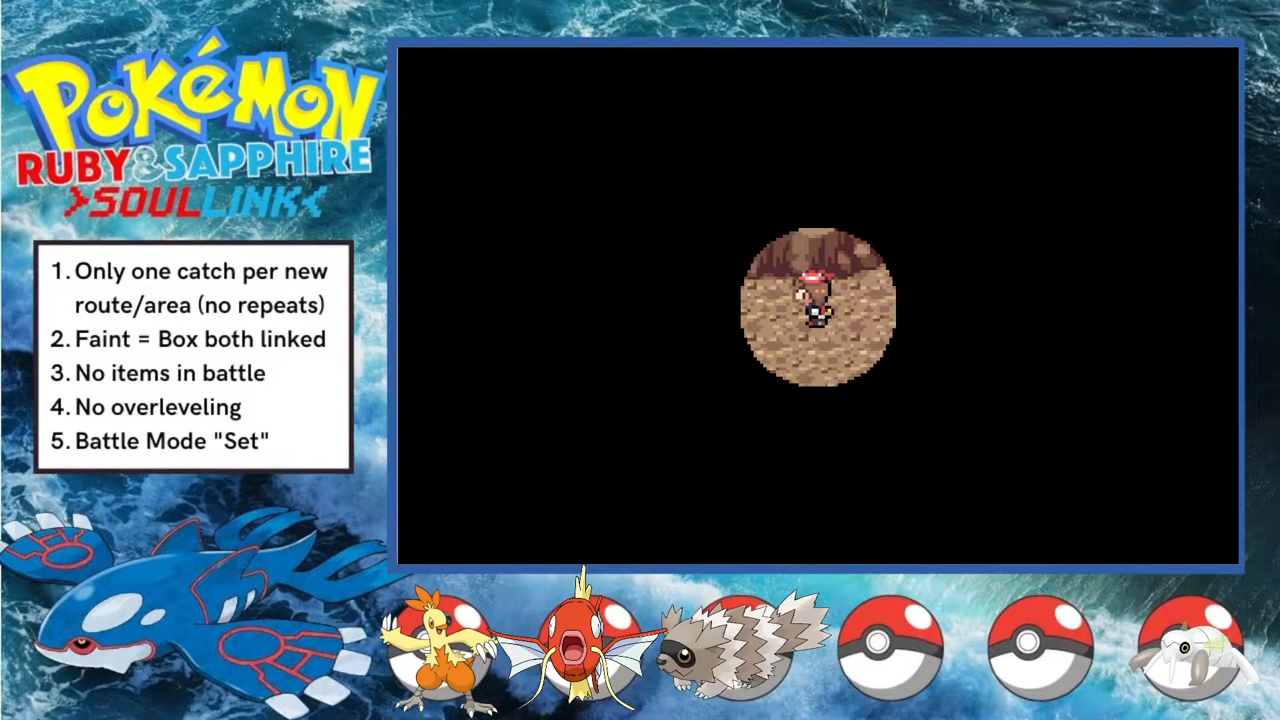 POKéMON
RUBY&SAPPHIRE
>SOULLINK<
1. Only one catch per new
route/area (no repeats)
2. Faint = Box both linked
3. No items in battle
4. No overleveling
5. Battle Mode "Set"